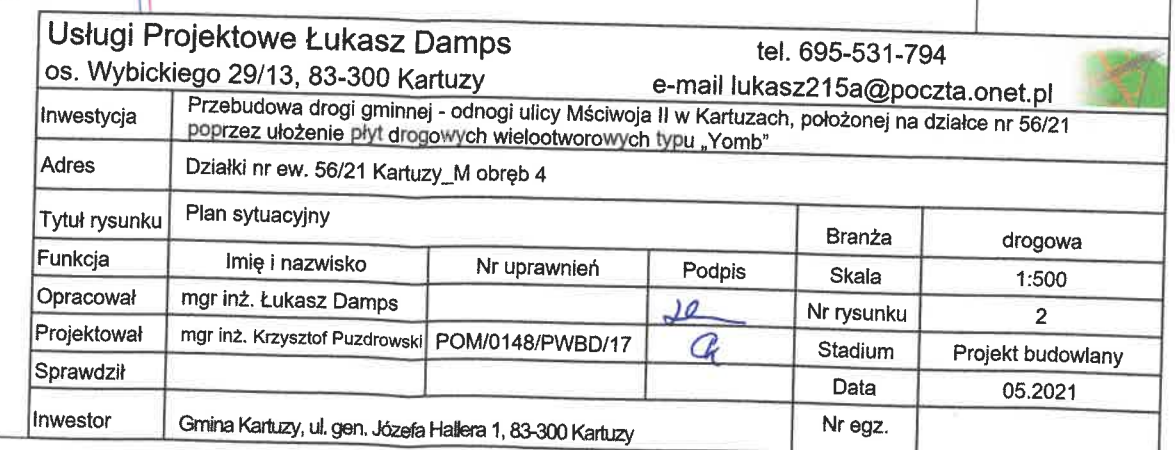 Usługi Projektowe Łukasz Damps tel. 695-531-794
os. Wybickiego 29/13, 83-300 Kartuzy e-mail lukasz215a@poczta.onet.pl
Inwestycja Przebudowa drogi gminnej - odnogi ulicy Mściwoja II w Kartuzach, położonej na działce nr 56/21
poprzez ułożenie płyt drogowych wielootworowych typu „Yomb”
Adres Działki nr ew. 56/21 Kartuzy_M obręb 4
Tytuł rysunku Plan sytuacyjny Branża drogowa
Funkcja Imię i nazwisko Nr uprawnień Podpis Skala 1:500
Opracował mgr inż. Łukasz Damps Nr rysunku 2
Projektował mgr inż. Krzysztof Puzdrowski POM/0148/PWBD/17 Stadium Projekt budowlany
Sprawdził Data 05.2021
Inwestor Gmina Kartuzy, ul. gen. Józefa Hallera 1, 83-300 Kartuzy Nr egz.